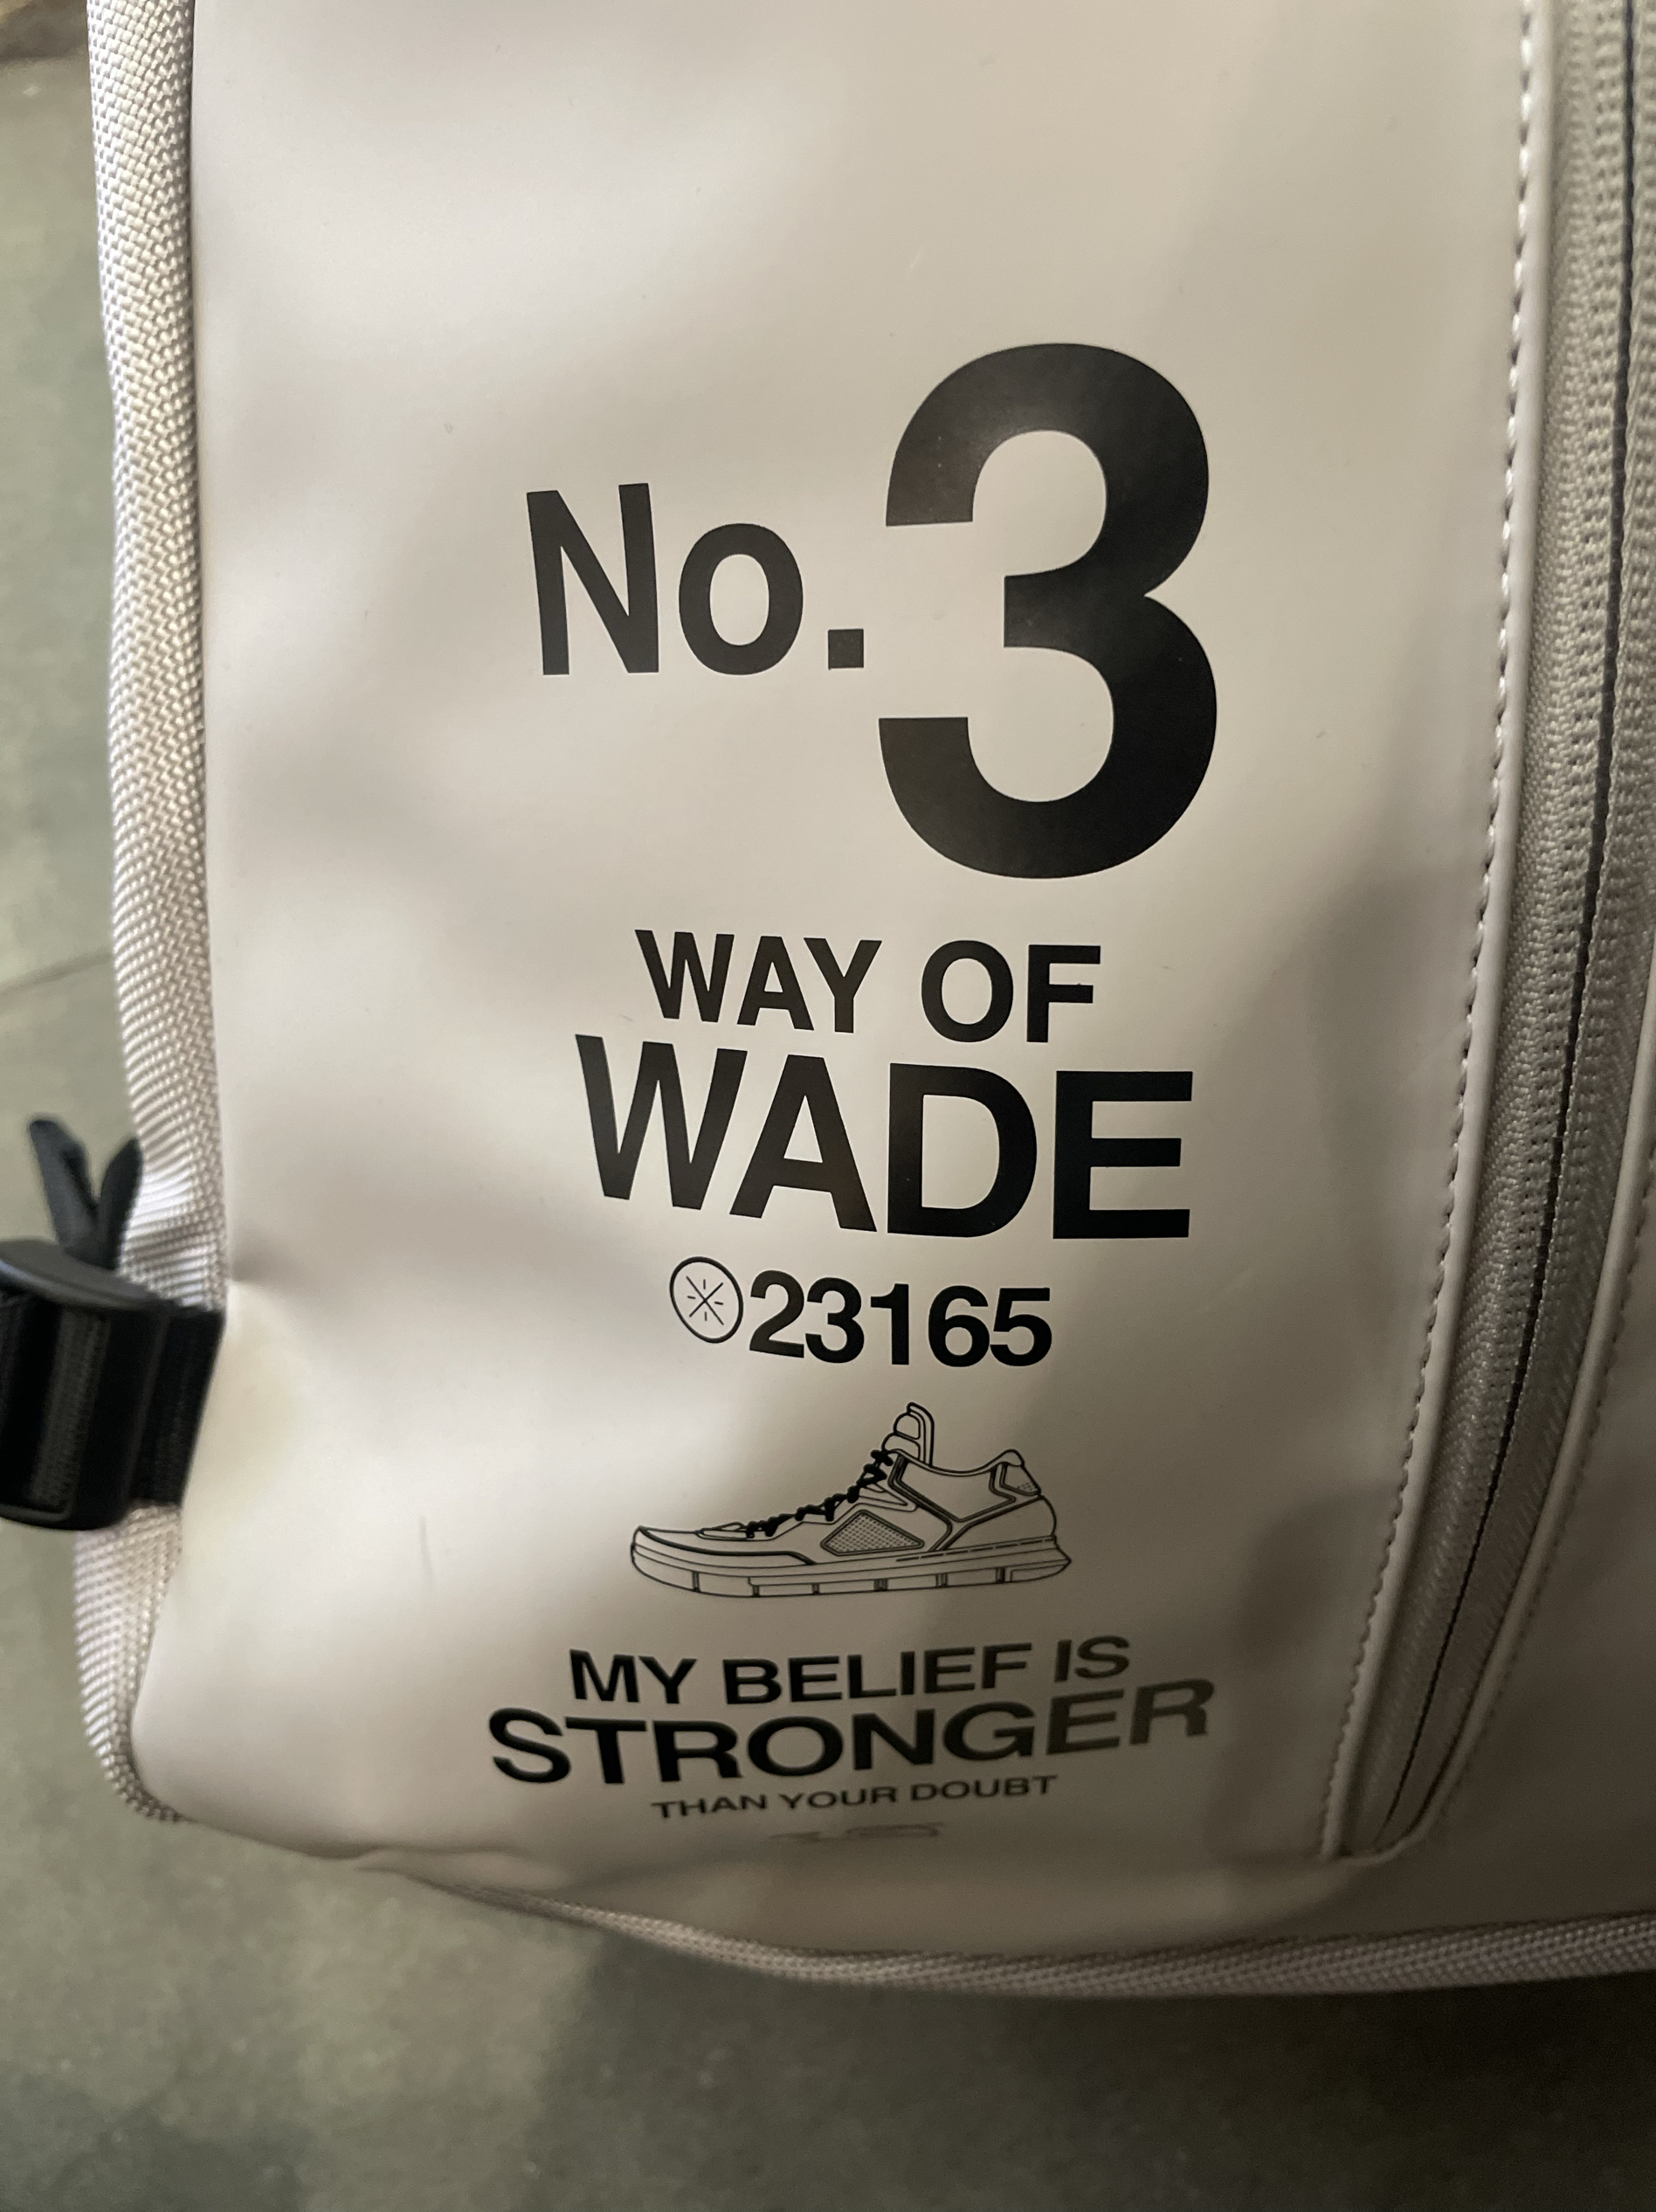 No.3
WAY OF
WADE
23165
MY BELIEF IS
STRONGER
THAN YOUR DOUBT